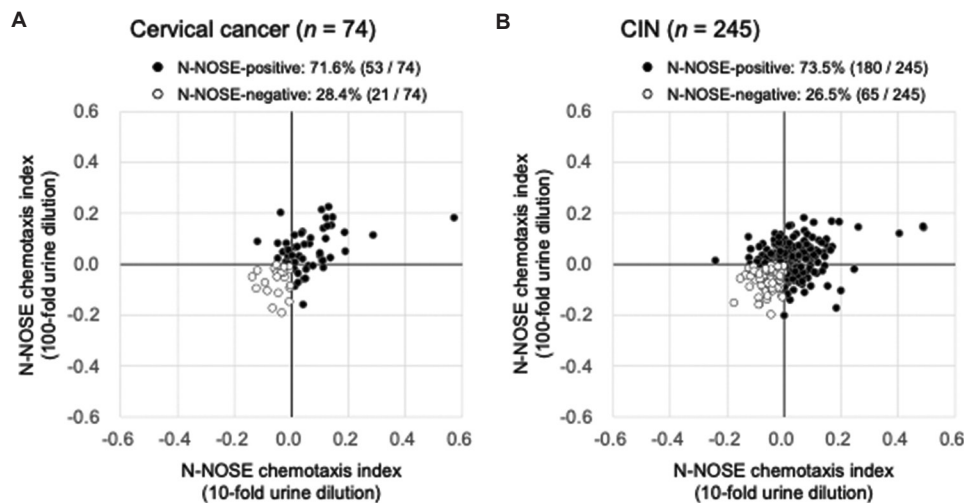 A
Cervical cancer (n = 74)
N-NOSE-positive: 71.6% (53 / 74)
N-NOSE-negative: 28.4% (21 / 74)
N-NOSE chemotaxis index
(100-fold urine dilution)
0.6
0.4
0.2
0.0
-0.2
-0.4
-0.6
-0.6 -0.4 -0.2 0.0 0.2 0.4 0.6
N-NOSE chemotaxis index
(10-fold urine dilution)
B
CIN (n = 245)
N-NOSE-positive: 73.5% (180 / 245)
N-NOSE-negative: 26.5% (65 / 245)
N-NOSE chemotaxis index
(100-fold urine dilution)
0.6
0.4
0.2
0.0
-0.2
-0.4
-0.6
-0.6 -0.4 -0.2 0.0 0.2 0.4 0.6
N-NOSE chemotaxis index
(10-fold urine dilution)